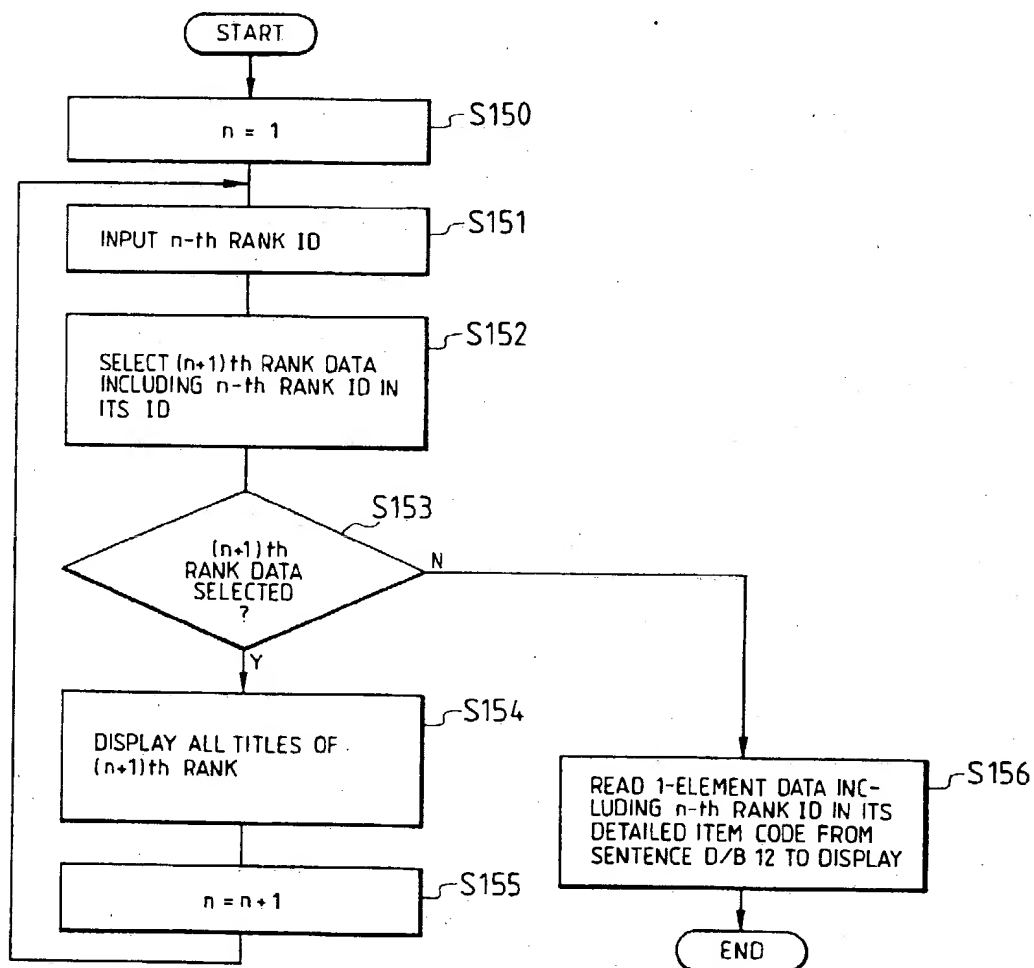 START
n = 1
S150
INPUT n-th RANK ID
S151
SELECT (n+1)th RANK DATA
INCLUDING n-th RANK ID IN
ITS ID
S152
(n+1)th
RANK DATA
SELECTED
?
S153
N
Y
DISPLAY ALL TITLES OF
(n+1)th RANK
S154
n = n+1
S155
READ 1-ELEMENT DATA INC-
LUDING n-th RANK ID IN ITS
DETAILED ITEM CODE FROM
SENTENCE D/B 12 TO DISPLAY
S156
END